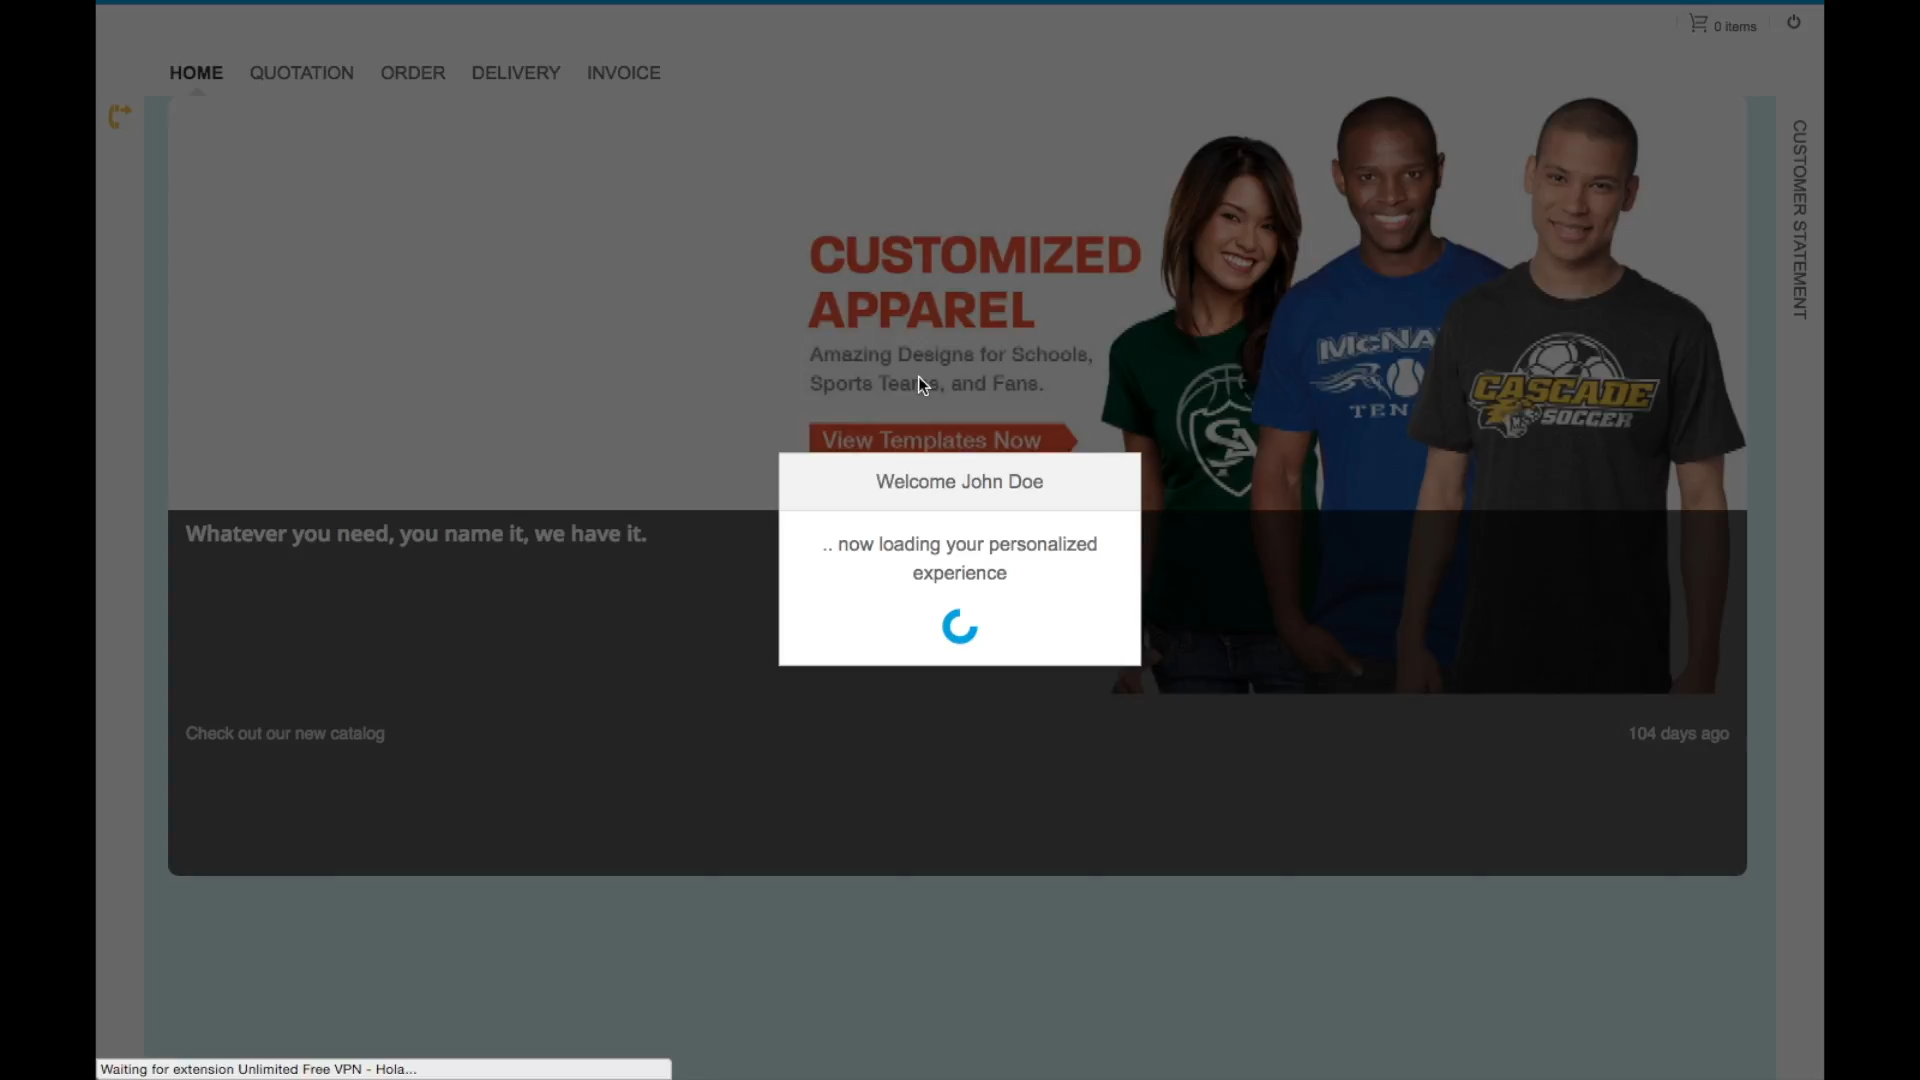 0 items
HOME QUOTATION ORDER DELIVERY INVOICE
CUSTOMER STATEMENT
CUSTOMIZED
APPAREL
Amazing Designs for Schools,
Sports Teams, and Fans.
View Templates Now
SA
McNA
TEN
CASCADE
SOCCER
Welcome John Doe
.. now loading your personalized
experience
Whatever you need, you name it, we have it.
Check out our new catalog
104 days ago
Waiting for extension Unlimited Free VPN - Hola...